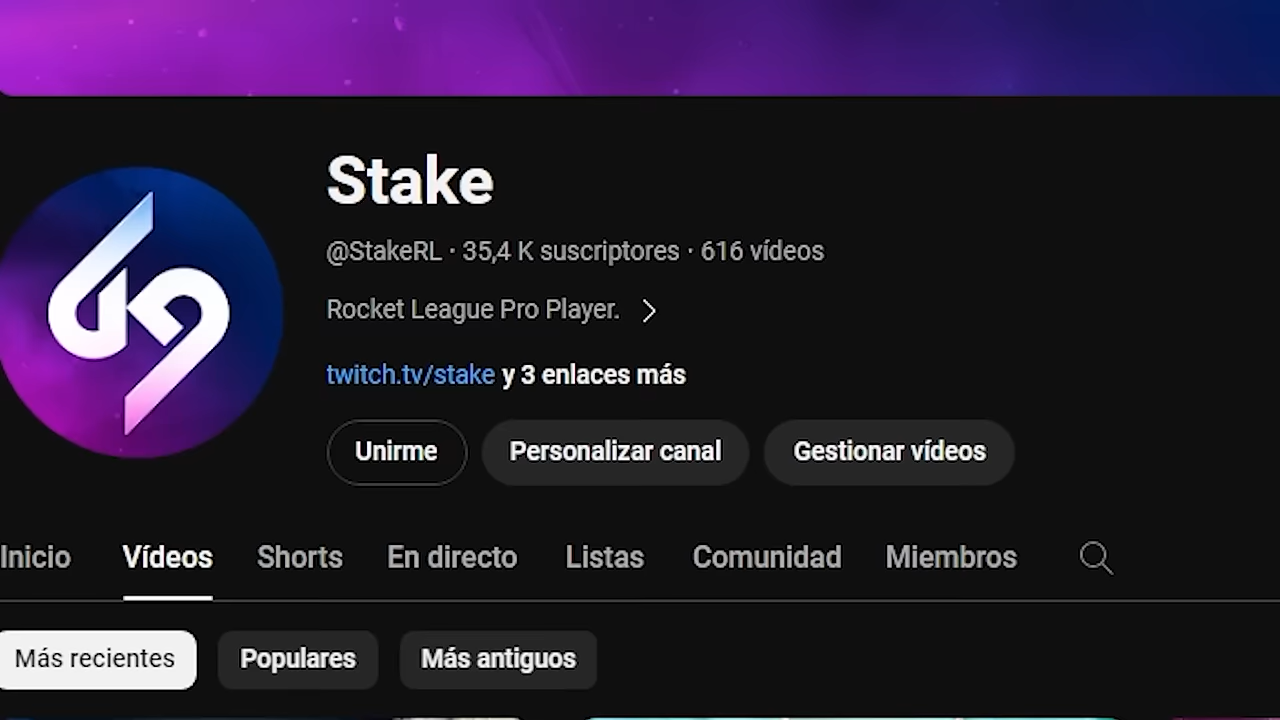 Stake
@StakeRL · 35,4 K suscriptores · 616 vídeos
Rocket League Pro Player.
twitch.tv/stake y 3 enlaces más
Unirme Personalizar canal Gestionar vídeos
Inicio Vídeos Shorts En directo Listas Comunidad Miembros
Más recientes Populares Más antiguos